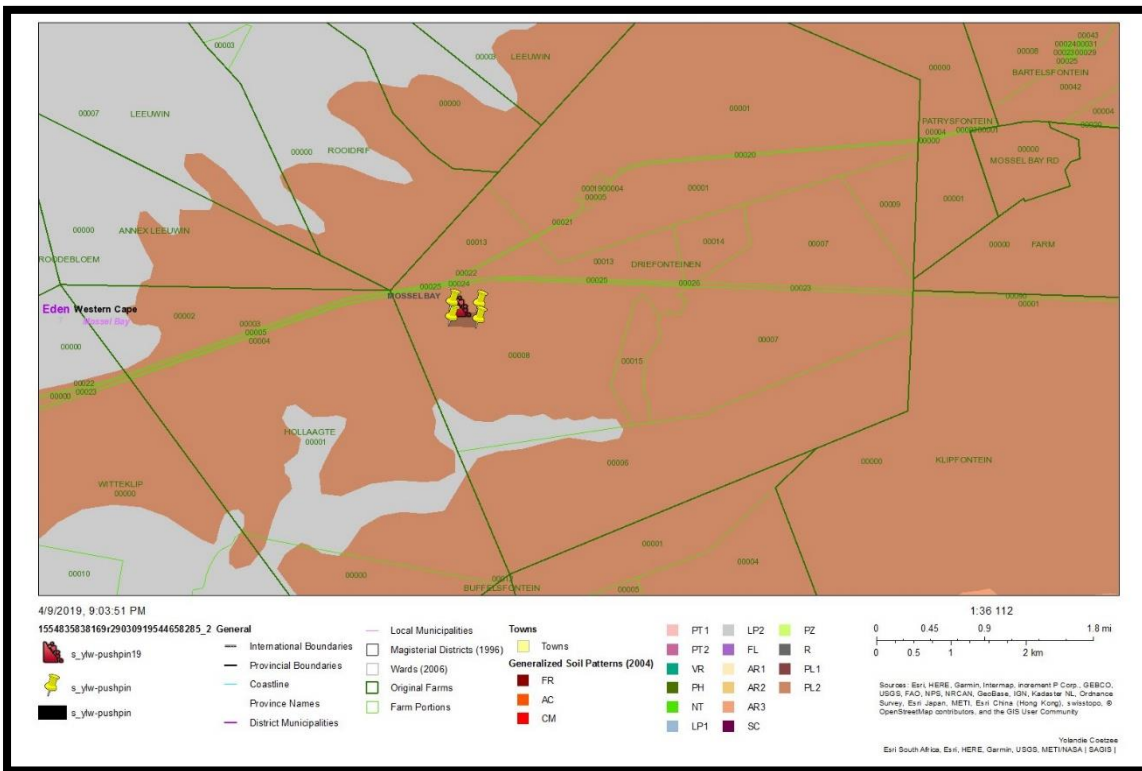 00003
00003
LEEUWIN
00043
0002400031
00008
0002300029
00025
BARTELSFONTEIN
00000
00042
00000
00007
LEEUWIN
00001
00004
PATRYSFONTEIN
00004
00000
00000
ROOIDRIF
00020
00000
MOSSEL BAY RD
0001900004
00005
00001
00001
00009
00021
00000
ANNEX LEEUWIN
00013
00014
00007
00000
FARM
ROODEBLOEM
00013
DRIEFONTEINEN
00022
00025
00024
00025
00026
00023
MOSSELBAY
00001
Eden
Western Cape
Mossel Bay
00002
00003
00005
00004
00000
00008
00015
00007
00022
00000
00023
HOLLAAGTE
00001
00006
00000
KLIPFONTEIN
WITTEKLIP
00000
00001
00004
00010
00000
00013
BUFFELSFONTEIN
00005
4/9/2019, 9:03:51 PM
1:36 112
1554835838169r29030919544658285_2
s_ylw-pushpin19
s_ylw-pushpin
s_ylw-pushpin
General
International Boundaries
Provincial Boundaries
Coastline
Province Names
District Municipalities
Local Municipalities
Magisterial Districts (1996)
Wards (2006)
Original Farms
Farm Portions
Towns
Towns
Generalized Soil Patterns (2004)
FR
AC
CM
PT1
PT2
VR
PH
NT
LP1
LP2
FL
AR1
AR2
AR3
SC
PZ
R
PL1
PL2
0 0.45 0.9 1.8 mi
0 0.5 1 2 km
Sources: Esri, HERE, Garmin, Intermap, increment P Corp., GEBCO,
USGS, FAO, NPS, NRCAN, GeoBase, IGN, Kadaster NL, Ordnance
Survey, Esri Japan, METI, Esri China (Hong Kong), swisstopo, ©
OpenStreetMap contributors, and the GIS User Community
Yolandie Coetzee
Esri South Africa, Esri, HERE, Garmin, USGS, METI/NASA | SAGIS |